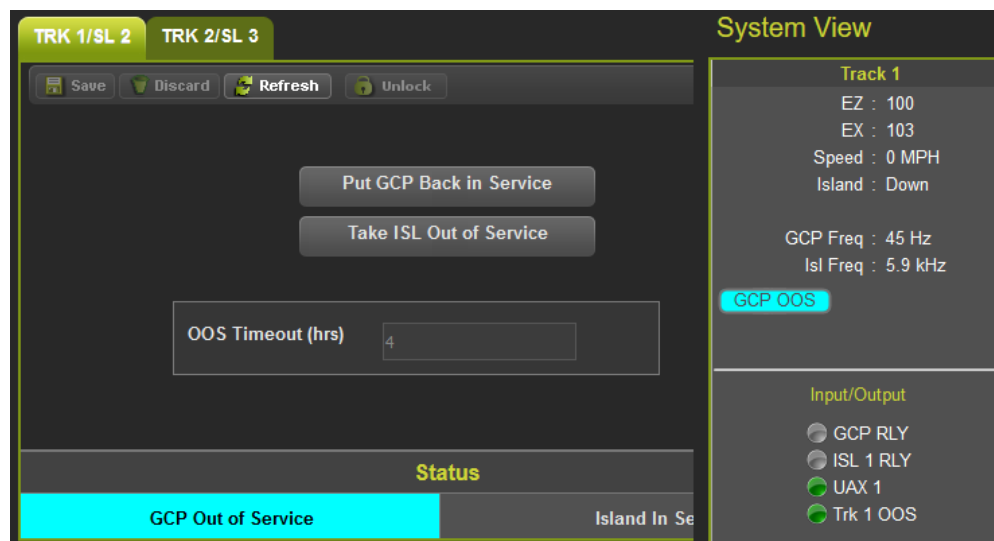 TRK 1/SL 2
TRK 2/SL 3
Save
Discard
Refresh
Unlock
Put GCP Back in Service
Take ISL Out of Service
OOS Timeout (hrs)
4
Status
GCP Out of Service
Island In Se
System View
Track 1
EZ : 100
EX : 103
Speed : 0 MPH
Island : Down
GCP Freq : 45 Hz
Isl Freq : 5.9 kHz
GCP OOS
Input/Output
GCP RLY
ISL 1 RLY
UAX 1
Trk 1 OOS